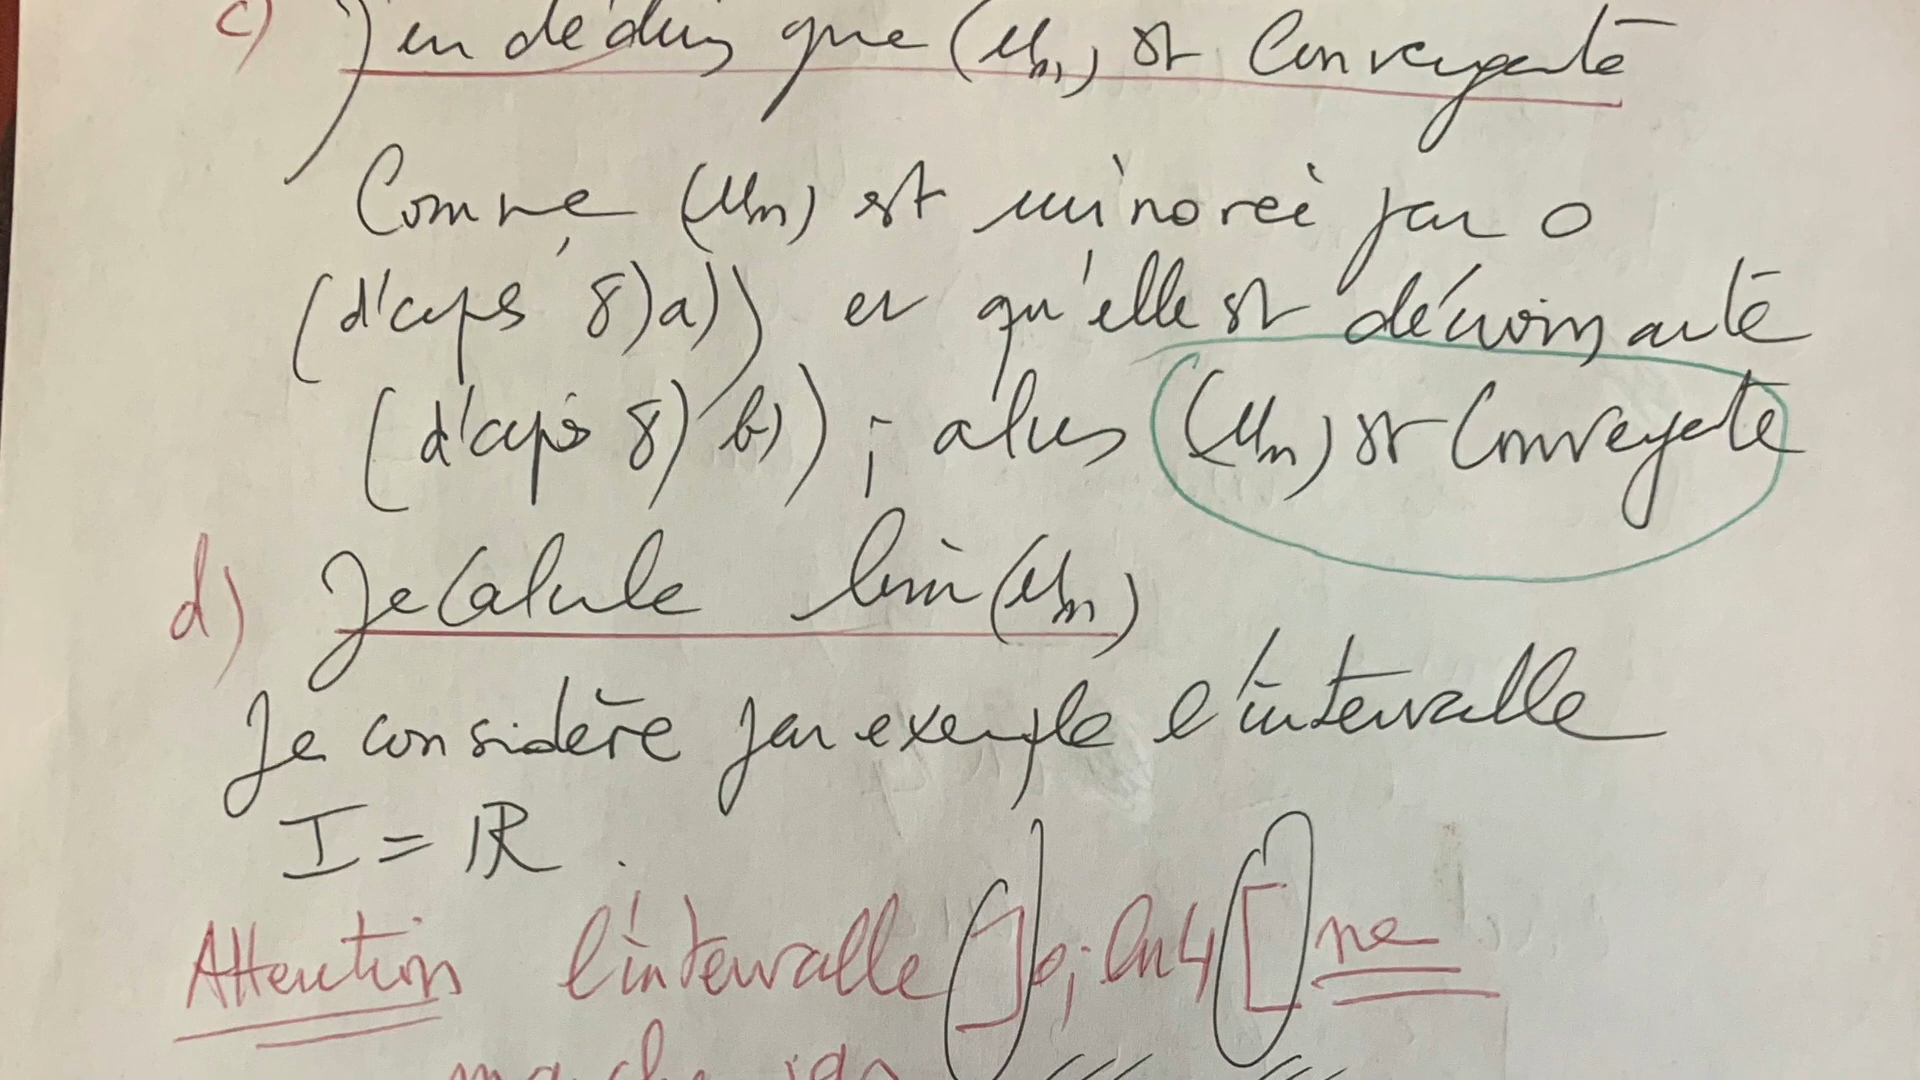 c) J'en déduis que (Un) est Convergente
Comme (Un) est minorée par 0
(d'après 8)a)) et qu'elle est décroissante
(d'après 8) b)) ; alors (Un) est Convergente
d) Je Calcule lim (Un)
Je considère par exemple l'intervalle
I = ℝ.
Attention l'intervalle ]0; ln4[ ne
marche pas